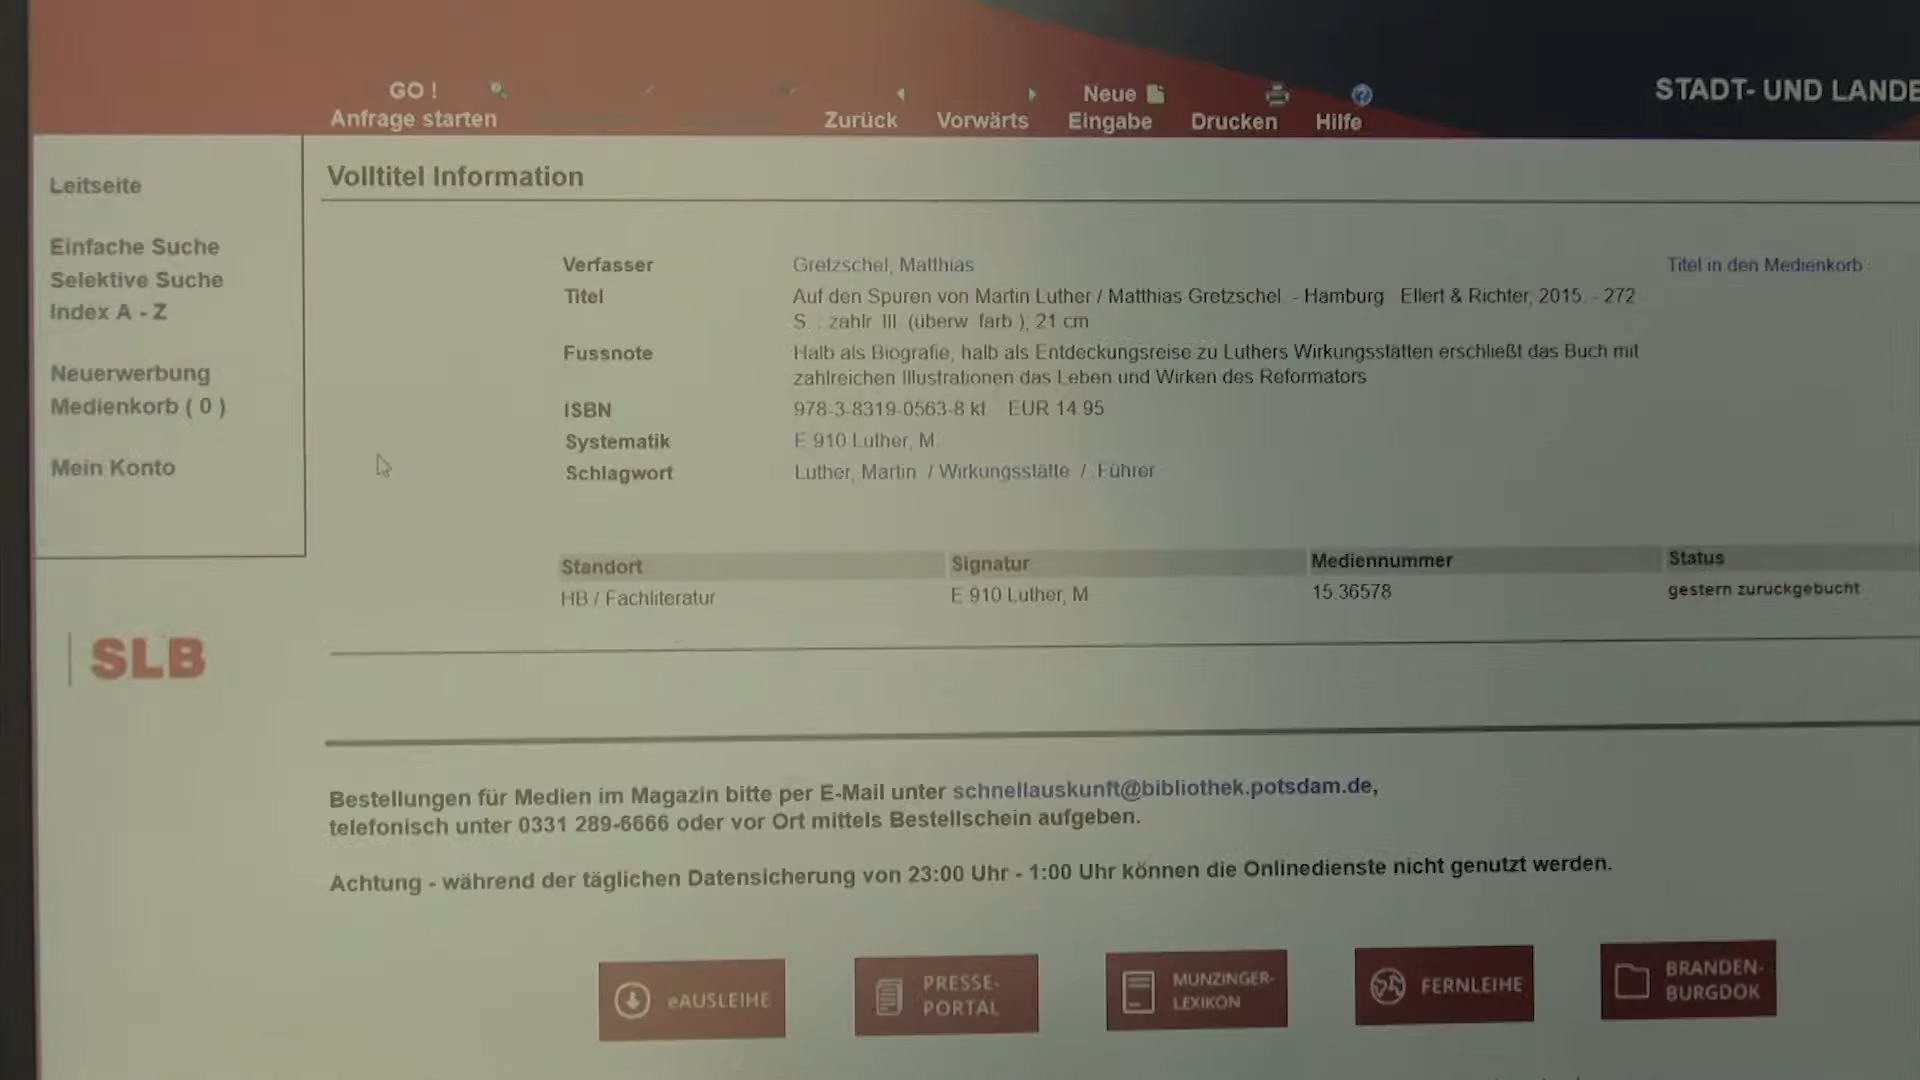 GO !
Anfrage starten
Zurück
Vorwärts
Neue
Eingabe
Drucken
Hilfe
STADT- UND LANDE
Leitseite
Einfache Suche
Selektive Suche
Index A - Z
Neuerwerbung
Medienkorb ( 0 )
Mein Konto
SLB
Volltitel Information
Verfasser Gretzschel, Matthias Titel in den Medienkorb
Titel Auf den Spuren von Martin Luther / Matthias Gretzschel. - Hamburg Ellert & Richter, 2015. - 272
S. : zahlr. Ill. (überw. farb.); 21 cm
Fussnote Halb als Biografie, halb als Entdeckungsreise zu Luthers Wirkungsstätten erschließt das Buch mit
zahlreichen Illustrationen das Leben und Wirken des Reformators
ISBN 978-3-8319-0563-8 kt. EUR 14.95
Systematik E 910 Luther, M.
Schlagwort Luther, Martin / Wirkungsstätte / Führer
Standort Signatur Mediennummer Status
HB / Fachliteratur E 910 Luther, M 15.36578 gestern zurückgebucht
Bestellungen für Medien im Magazin bitte per E-Mail unter schnellauskunft@bibliothek.potsdam.de,
telefonisch unter 0331 289-6666 oder vor Ort mittels Bestellschein aufgeben.
Achtung - während der täglichen Datensicherung von 23:00 Uhr - 1:00 Uhr können die Onlinedienste nicht genutzt werden.
eAUSLEIHE
PRESSE-
PORTAL
MUNZINGER-
LEXIKON
FERNLEIHE
BRANDEN-
BURGDOK